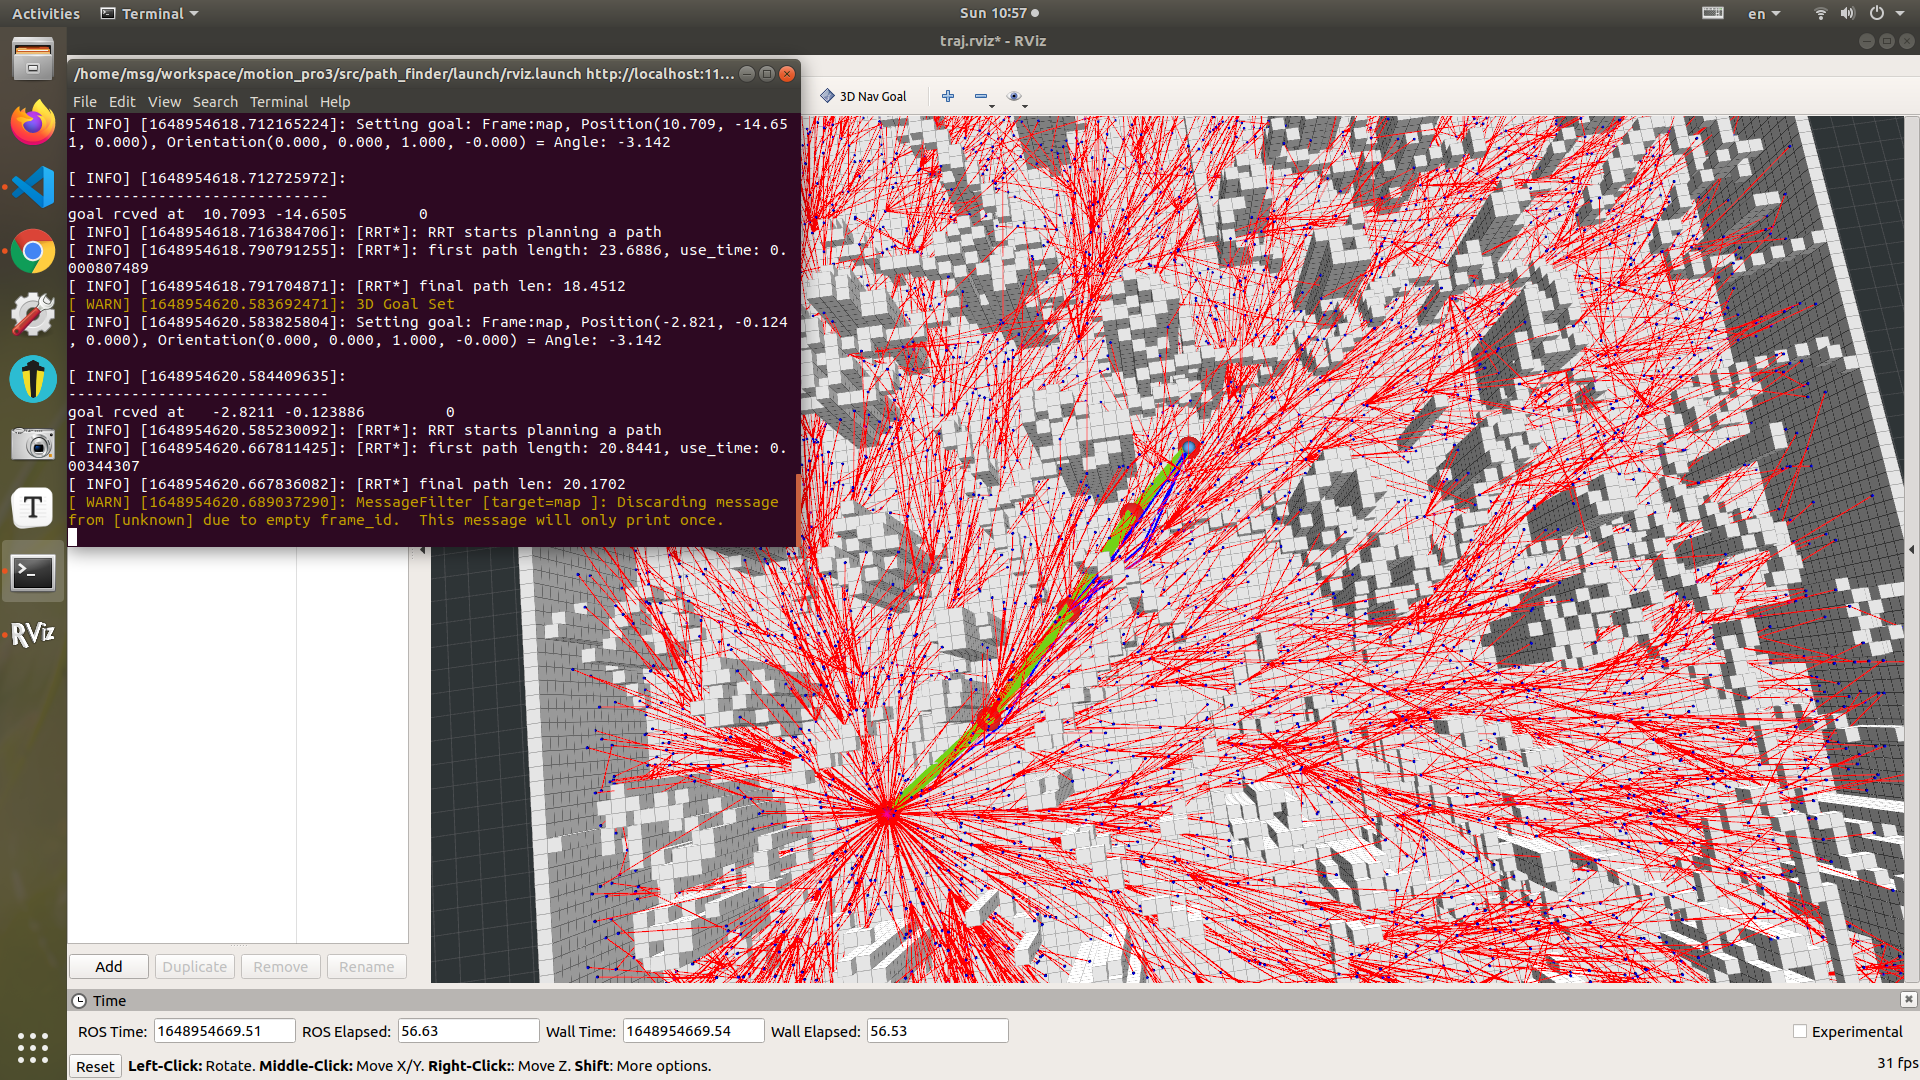 Activities
Terminal
Sun 10:57
en
traj.rviz* - RViz
/home/msg/workspace/motion_pro3/src/path_finder/launch/rviz.launch http://localhost:11...
File Edit View Search Terminal Help
3D Nav Goal
[ INFO] [1648954618.712165224]: Setting goal: Frame:map, Position(10.709, -14.65
1, 0.000), Orientation(0.000, 0.000, 1.000, -0.000) = Angle: -3.142
[ INFO] [1648954618.712725972]:
-----------------------------
goal rcved at  10.7093 -14.6505        0
[ INFO] [1648954618.716384706]: [RRT*]: RRT starts planning a path
[ INFO] [1648954618.790791255]: [RRT*]: first path length: 23.6886, use_time: 0.
000807489
[ INFO] [1648954618.791704871]: [RRT*] final path len: 18.4512
[ WARN] [1648954620.583692471]: 3D Goal Set
[ INFO] [1648954620.583825804]: Setting goal: Frame:map, Position(-2.821, -0.124
, 0.000), Orientation(0.000, 0.000, 1.000, -0.000) = Angle: -3.142
[ INFO] [1648954620.584409635]:
-----------------------------
goal rcved at   -2.8211 -0.123886         0
[ INFO] [1648954620.585230092]: [RRT*]: RRT starts planning a path
[ INFO] [1648954620.667811425]: [RRT*]: first path length: 20.8441, use_time: 0.
00344307
[ INFO] [1648954620.667836082]: [RRT*] final path len: 20.1702
[ WARN] [1648954620.689037290]: MessageFilter [target=map ]: Discarding message
from [unknown] due to empty frame_id.  This message will only print once.
T
>_
RViz
Add Duplicate Remove Rename
Time
ROS Time: 1648954669.51 ROS Elapsed: 56.63 Wall Time: 1648954669.54 Wall Elapsed: 56.53 Experimental
Reset Left-Click: Rotate. Middle-Click: Move X/Y. Right-Click:: Move Z. Shift: More options. 31 fps